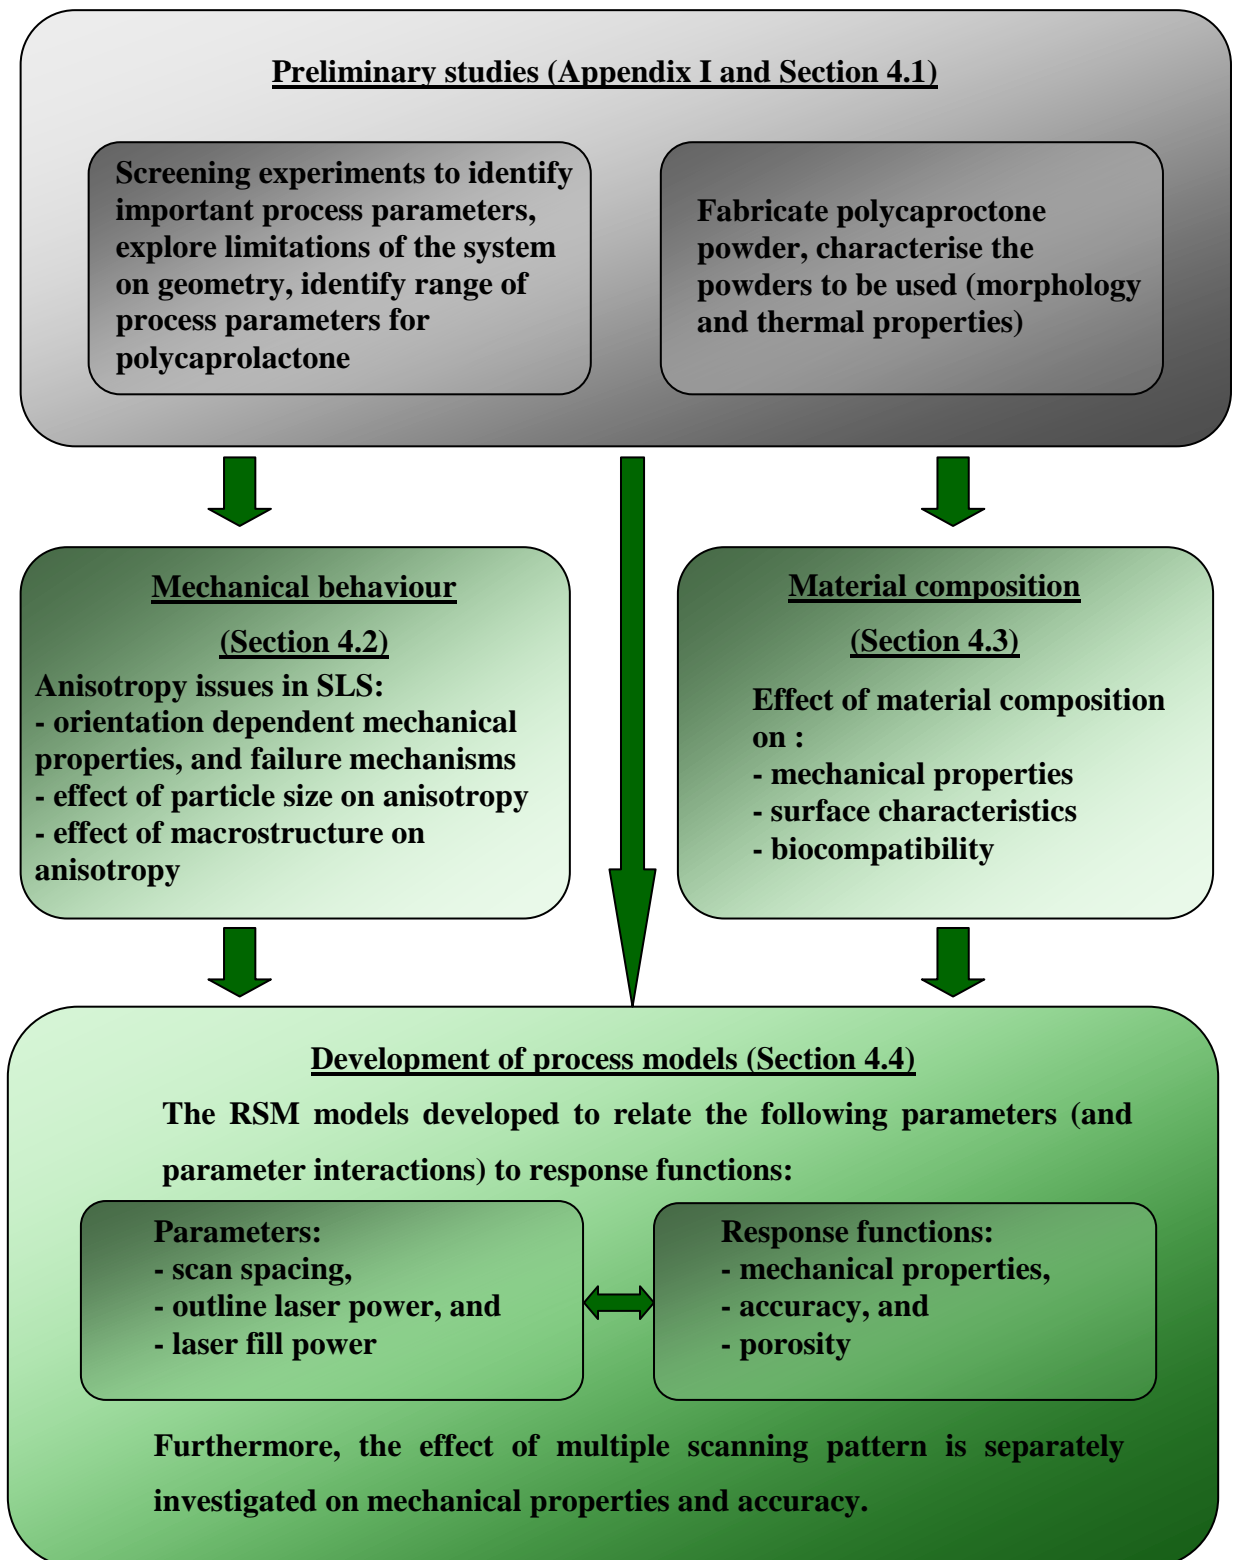 Preliminary studies (Appendix I and Section 4.1)
Screening experiments to identify
important process parameters,
explore limitations of the system
on geometry, identify range of
process parameters for
polycaprolactone
Fabricate polycaproctone
powder, characterise the
powders to be used (morphology
and thermal properties)
Mechanical behaviour
(Section 4.2)
Anisotropy issues in SLS:
- orientation dependent mechanical
properties, and failure mechanisms
- effect of particle size on anisotropy
- effect of macrostructure on
anisotropy
Material composition
(Section 4.3)
Effect of material composition
on :
- mechanical properties
- surface characteristics
- biocompatibility
Development of process models (Section 4.4)
The RSM models developed to relate the following parameters (and
parameter interactions) to response functions:
Parameters:
- scan spacing,
- outline laser power, and
- laser fill power
Response functions:
- mechanical properties,
- accuracy, and
- porosity
Furthermore, the effect of multiple scanning pattern is separately
investigated on mechanical properties and accuracy.